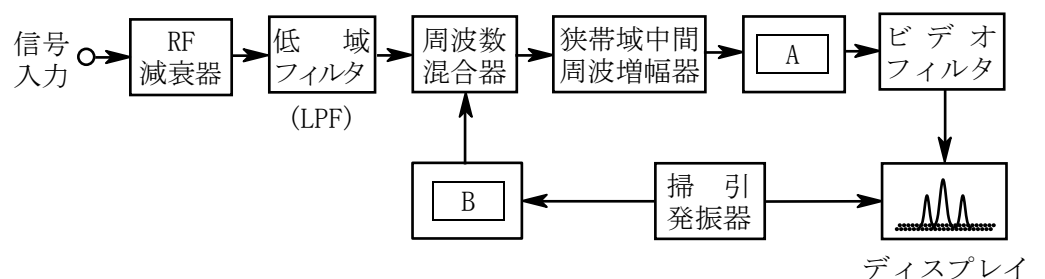 信号
入力
RF
減衰器
低 域
フィルタ
(LPF)
周波数
混合器
狭帯域中間
周波増幅器
A
ビ デ オ
フィルタ
B
掃 引
発振器
ディスプレイ